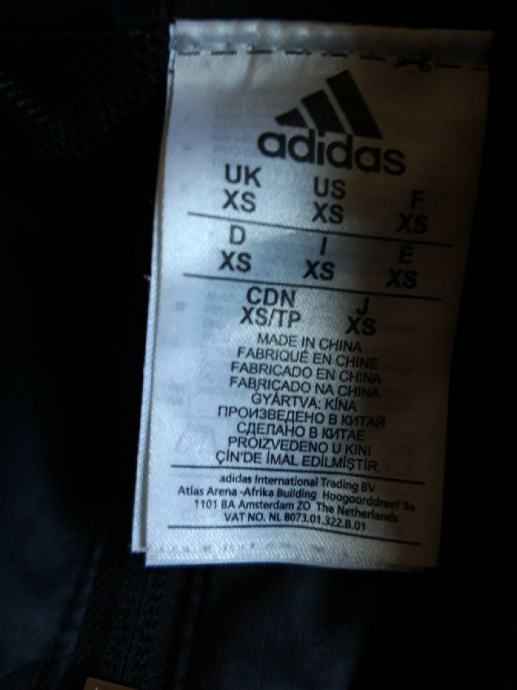 adidas
UK US F
XS XS XS
D I E
XS XS XS
CDN J
XS/TP XS
MADE IN CHINA
FABRIQUÉ EN CHINE
FABRICADO EN CHINA
FABRICADO NA CHINA
GYÁRTVA: KÍNA
ПРОИЗВЕДЕНО В КИТАЙ
СДЕЛАНО В КИТАЕ
PROIZVEDENO U KINI
ÇİN'DE İMAL EDİLMİŞTİR
adidas International Trading BV
Atlas Arena -Afrika Building Hoogoorddreef 9a
1101 BA Amsterdam ZO The Netherlands
VAT NO. NL 8073.01.322.B.01